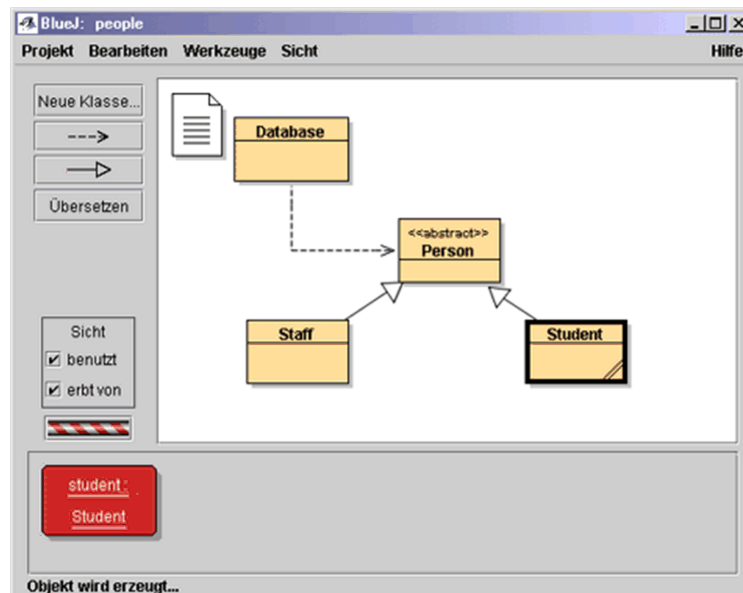 BlueJ: people
Projekt Bearbeiten Werkzeuge Sicht Hilfe
Neue Klasse...
Übersetzen
Database
<<abstract>>
Person
Staff
Student
Sicht
benutzt
erbt von
student:
Student
Objekt wird erzeugt...